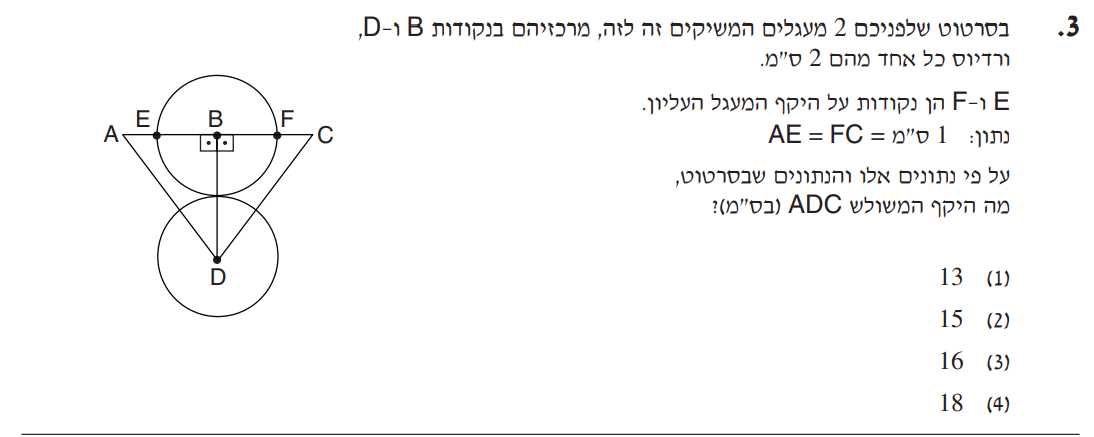 3. בסרטוט שלפניכם 2 מעגלים המשיקים זה לזה, מרכזיהם בנקודות B ו-D,
ורדיוס כל אחד מהם 2 ס"מ.
E ו-F הן נקודות על היקף המעגל העליון.
נתון: AE = FC = 1 ס"מ
על פי נתונים אלו והנתונים שבסרטוט,
מה היקף המשולש ADC (בס"מ)?
A E B F C
D
(1) 13
(2) 15
(3) 16
(4) 18